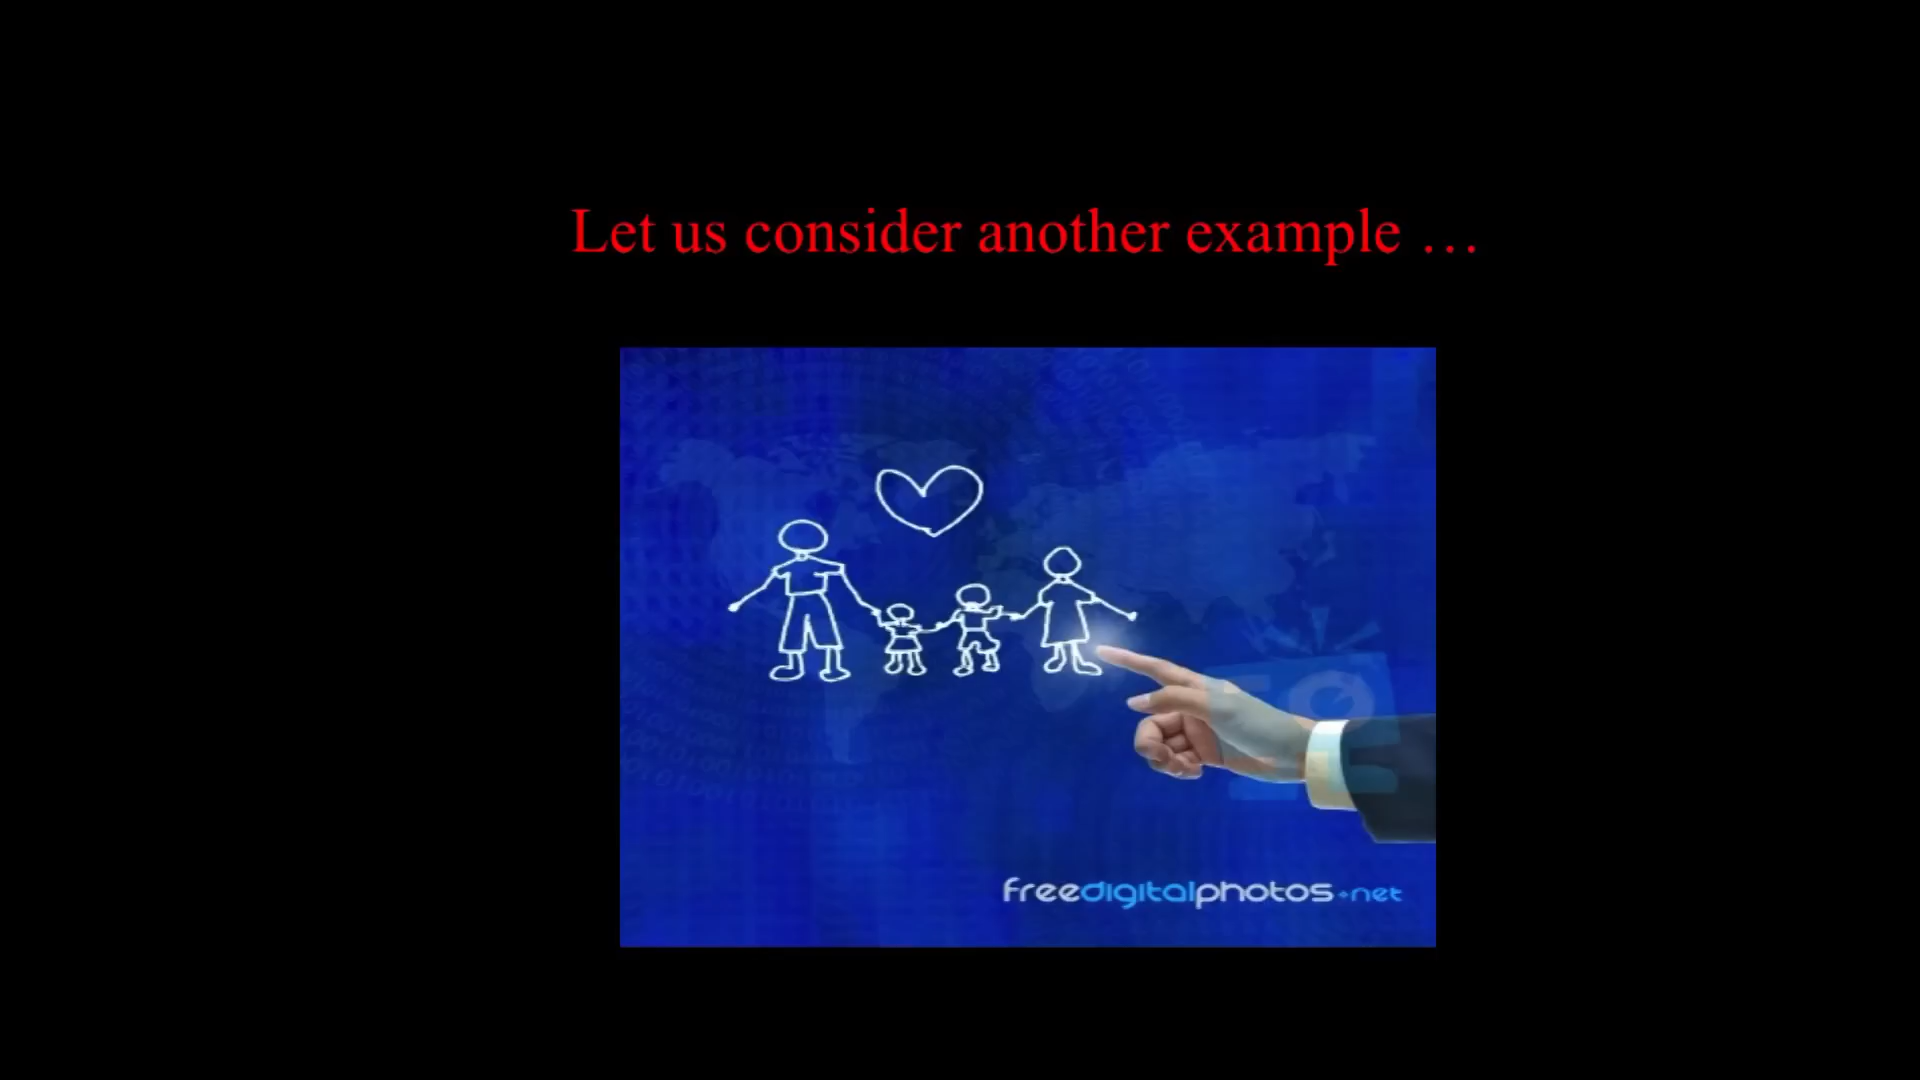 Let us consider another example …
freedigitalphotos.net